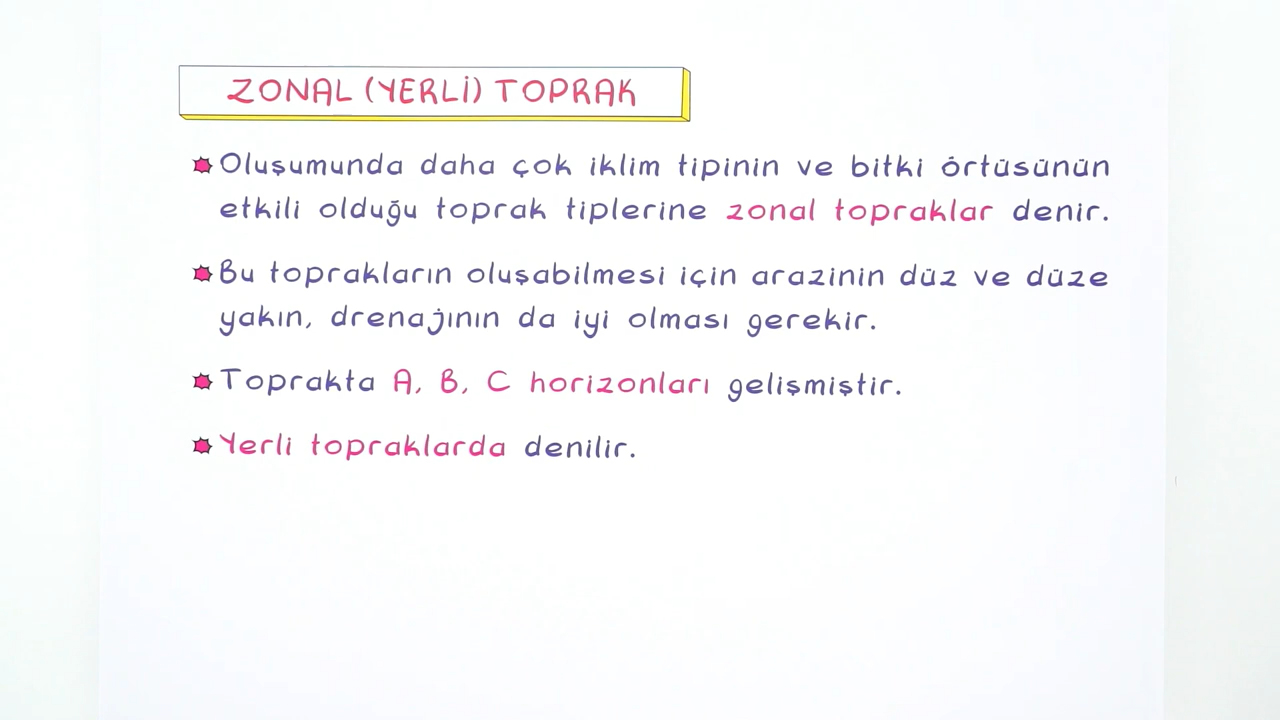 ZONAL (YERLİ) TOPRAK
Oluşumunda daha çok iklim tipinin ve bitki örtüsünün
etkili olduğu toprak tiplerine zonal topraklar denir.
Bu toprakların oluşabilmesi için arazinin düz ve düze
yakın, drenajının da iyi olması gerekir.
Toprakta A, B, C horizonları gelişmiştir.
Yerli topraklarda denilir.